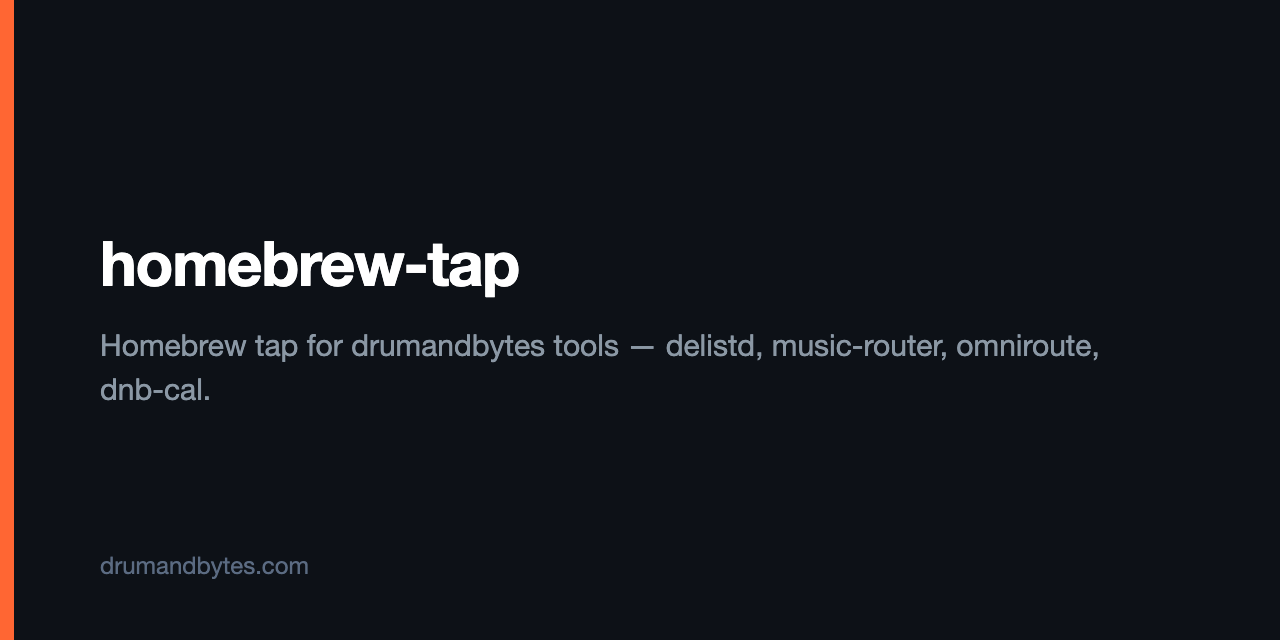 homebrew-tap
Homebrew tap for drumandbytes tools — delistd, music-router, omniroute,
dnb-cal.
drumandbytes.com